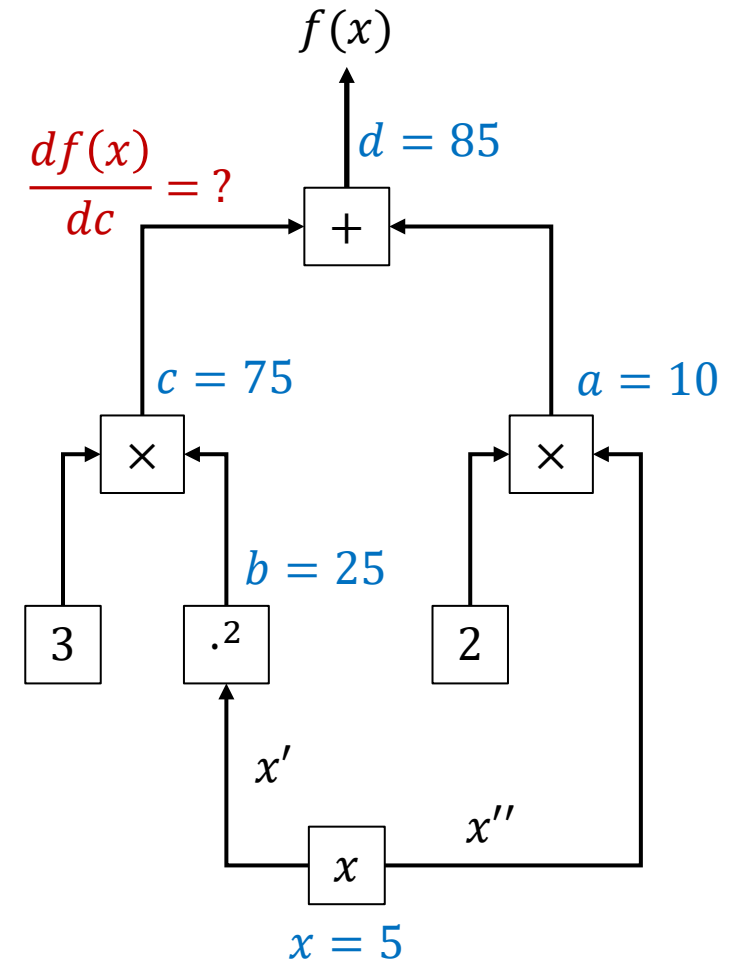 f(x)
d = 85
df(x)/dc = ?
+
c = 75
a = 10
×
×
b = 25
3
.²
2
x′
x′′
x
x = 5